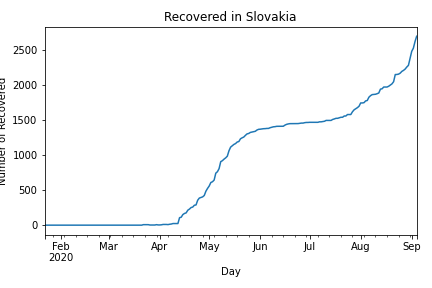 Recovered in Slovakia
Number of Recovered
2500
2000
1500
1000
500
0
Feb Mar Apr May Jun Jul Aug Sep
2020
Day